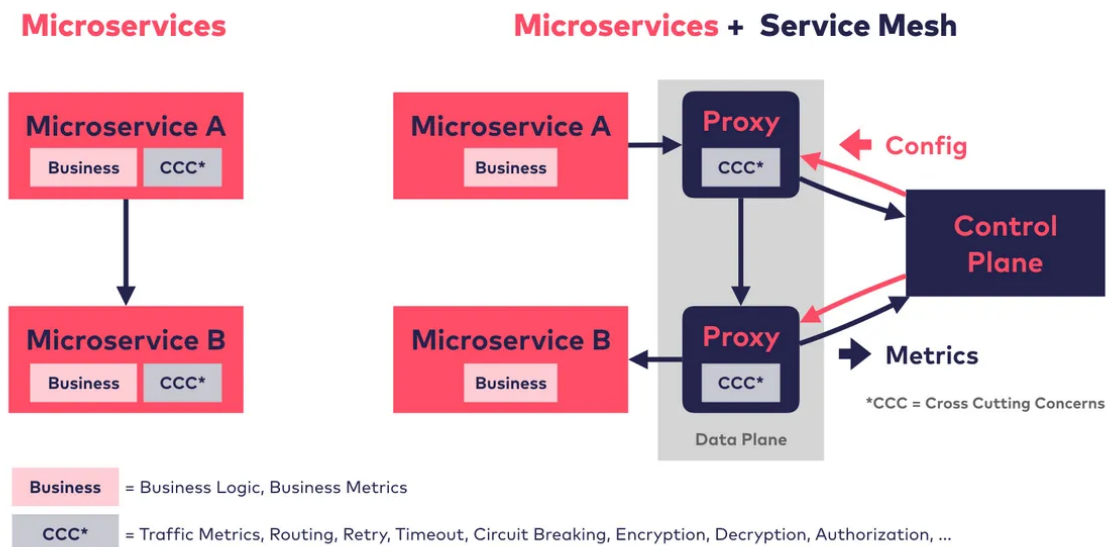 Microservices
Microservices + Service Mesh
Microservice A
Business CCC*
Microservice B
Business CCC*
Microservice A
Business
Proxy
CCC*
Config
Control
Plane
Microservice B
Business
Proxy
CCC*
Metrics
*CCC = Cross Cutting Concerns
Data Plane
Business = Business Logic, Business Metrics
CCC* = Traffic Metrics, Routing, Retry, Timeout, Circuit Breaking, Encryption, Decryption, Authorization, ...